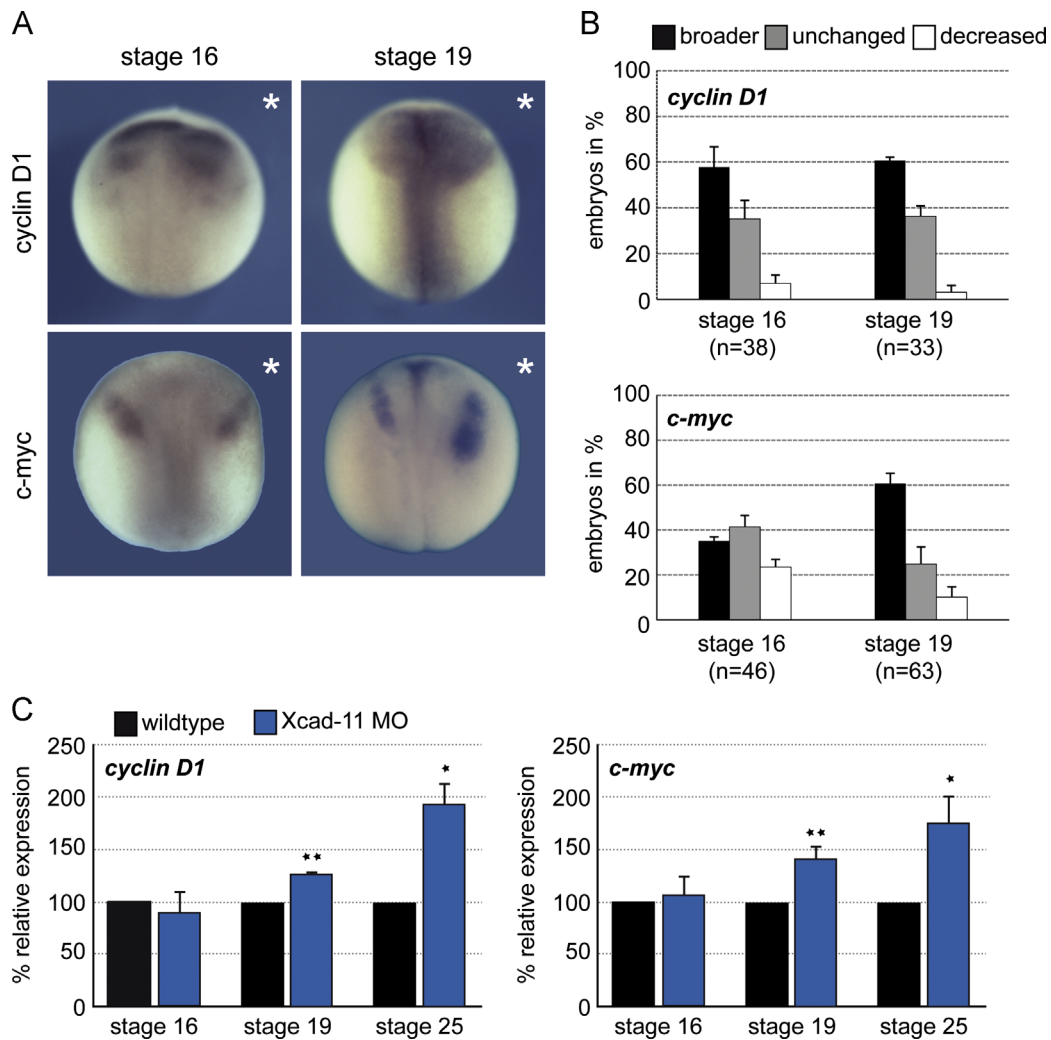 A
stage 16
stage 19
cyclin D1
*
*
c-myc
*
*
B
broader unchanged decreased
100
80
60
40
20
0
embryos in %
cyclin D1
stage 16
(n=38)
stage 19
(n=33)
100
80
60
40
20
0
embryos in %
c-myc
stage 16
(n=46)
stage 19
(n=63)
C
wildtype Xcad-11 MO
250
200
150
100
50
0
% relative expression
cyclin D1
**
*
stage 16 stage 19 stage 25
250
200
150
100
50
0
% relative expression
c-myc
**
*
stage 16 stage 19 stage 25